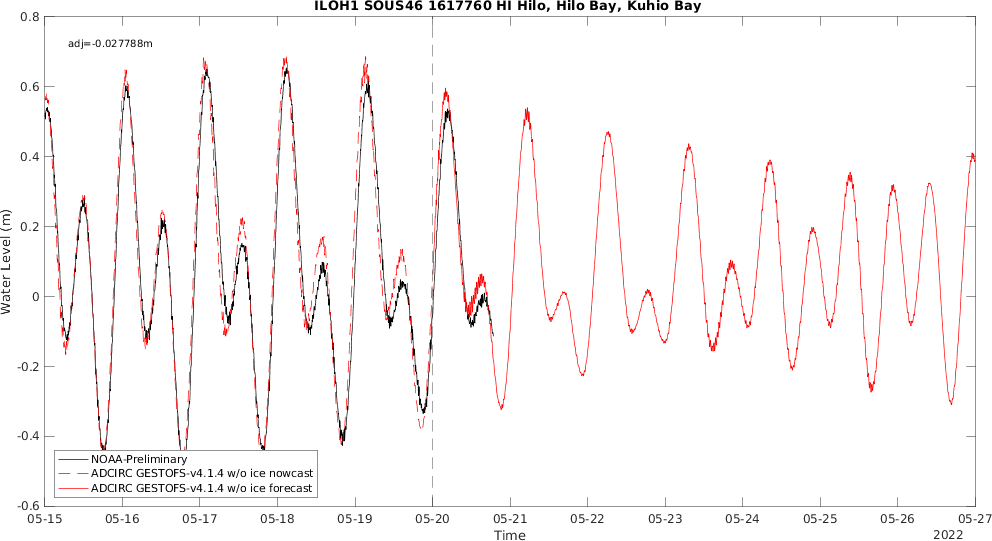 ILOH1 SOUS46 1617760 HI Hilo, Hilo Bay, Kuhio Bay
adj=-0.027788m
0.8
0.6
0.4
0.2
0
-0.2
-0.4
-0.6
Water Level (m)
NOAA-Preliminary
ADCIRC GESTOFS-v4.1.4 w/o ice nowcast
ADCIRC GESTOFS-v4.1.4 w/o ice forecast
05-15 05-16 05-17 05-18 05-19 05-20 05-21 05-22 05-23 05-24 05-25 05-26 05-27
Time
2022